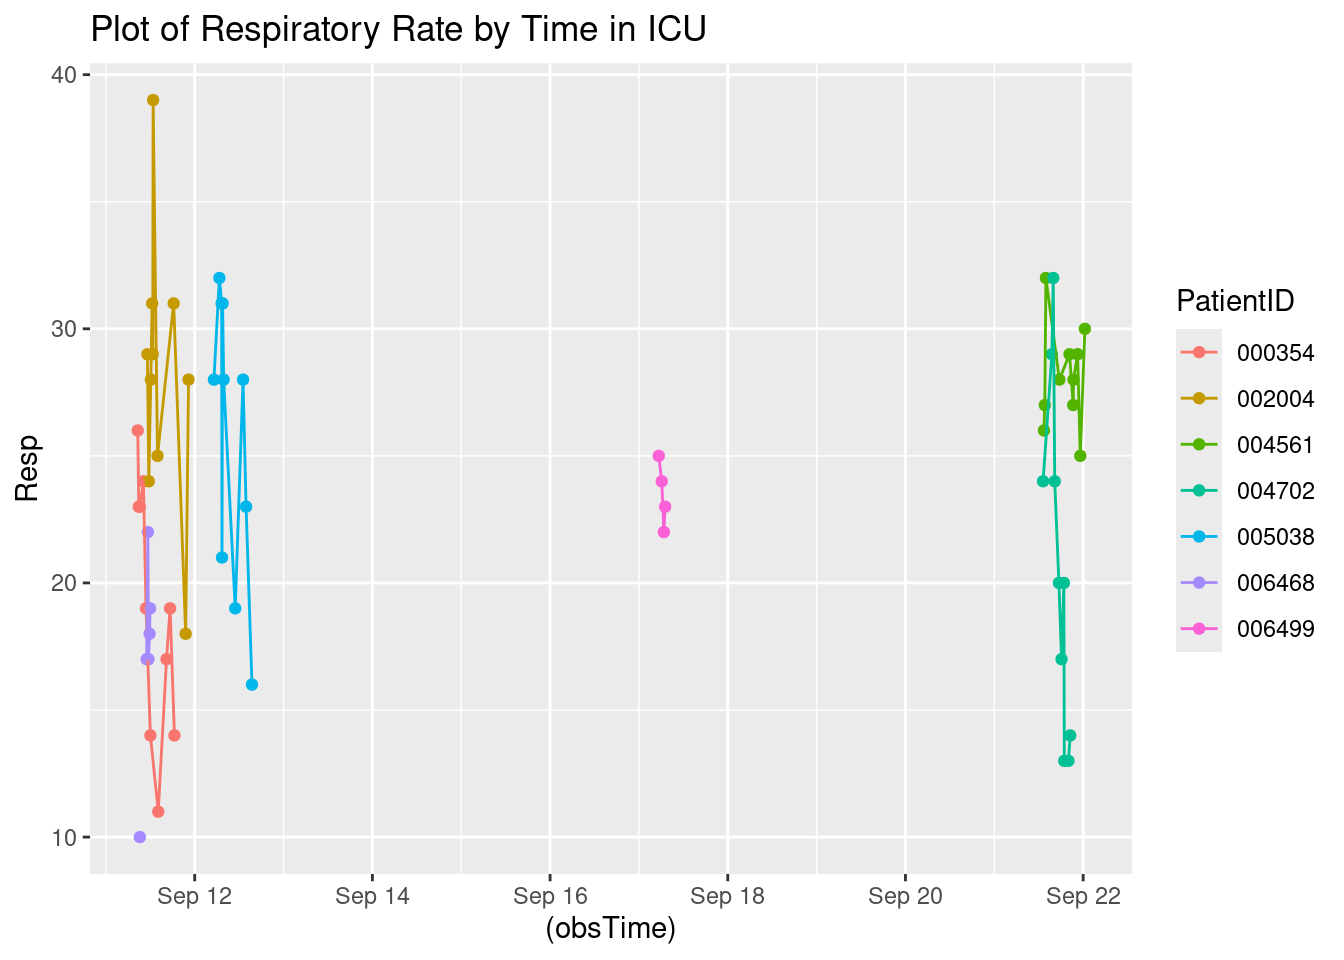 Plot of Respiratory Rate by Time in ICU
40
30
20
10
Resp
Sep 12 Sep 14 Sep 16 Sep 18 Sep 20 Sep 22
(obsTime)
PatientID
000354
002004
004561
004702
005038
006468
006499